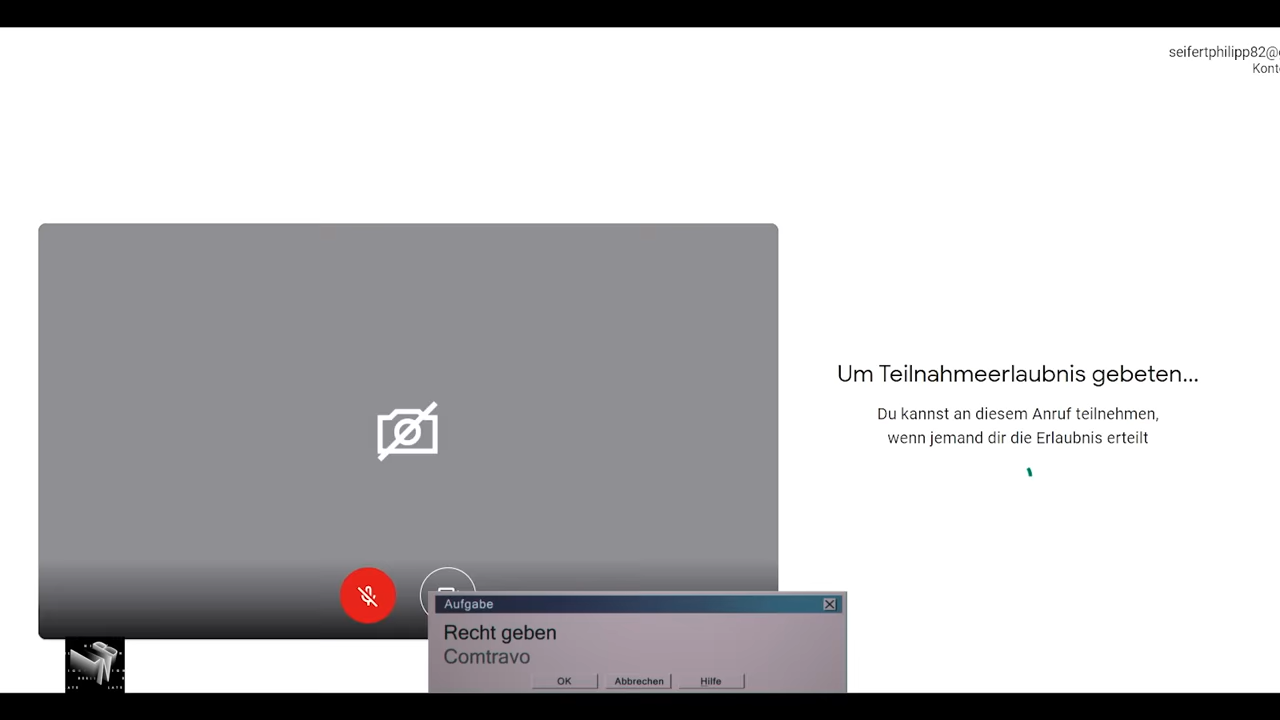 seifertphilipp82@
Kont
Um Teilnahmeerlaubnis gebeten...
Du kannst an diesem Anruf teilnehmen,
wenn jemand dir die Erlaubnis erteilt
Aufgabe
Recht geben
Comtravo
OK Abbrechen Hilfe